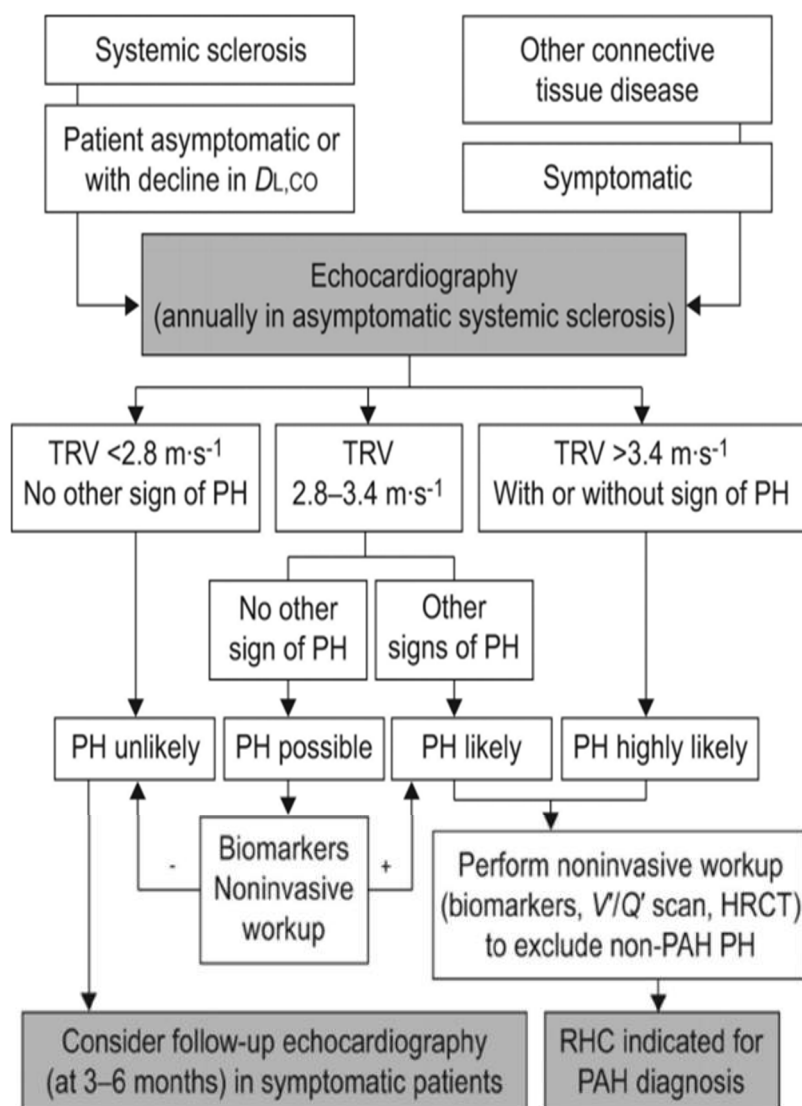 Systemic sclerosis
Other connective
tissue disease
Patient asymptomatic or
with decline in DL,CO
Symptomatic
Echocardiography
(annually in asymptomatic systemic sclerosis)
TRV <2.8 m·s-1
No other sign of PH
TRV
2.8–3.4 m·s-1
TRV >3.4 m·s-1
With or without sign of PH
No other
sign of PH
Other
signs of PH
PH unlikely
PH possible
PH likely
PH highly likely
-
Biomarkers
Noninvasive
workup
+
Perform noninvasive workup
(biomarkers, V'/Q' scan, HRCT)
to exclude non-PAH PH
Consider follow-up echocardiography
(at 3–6 months) in symptomatic patients
RHC indicated for
PAH diagnosis